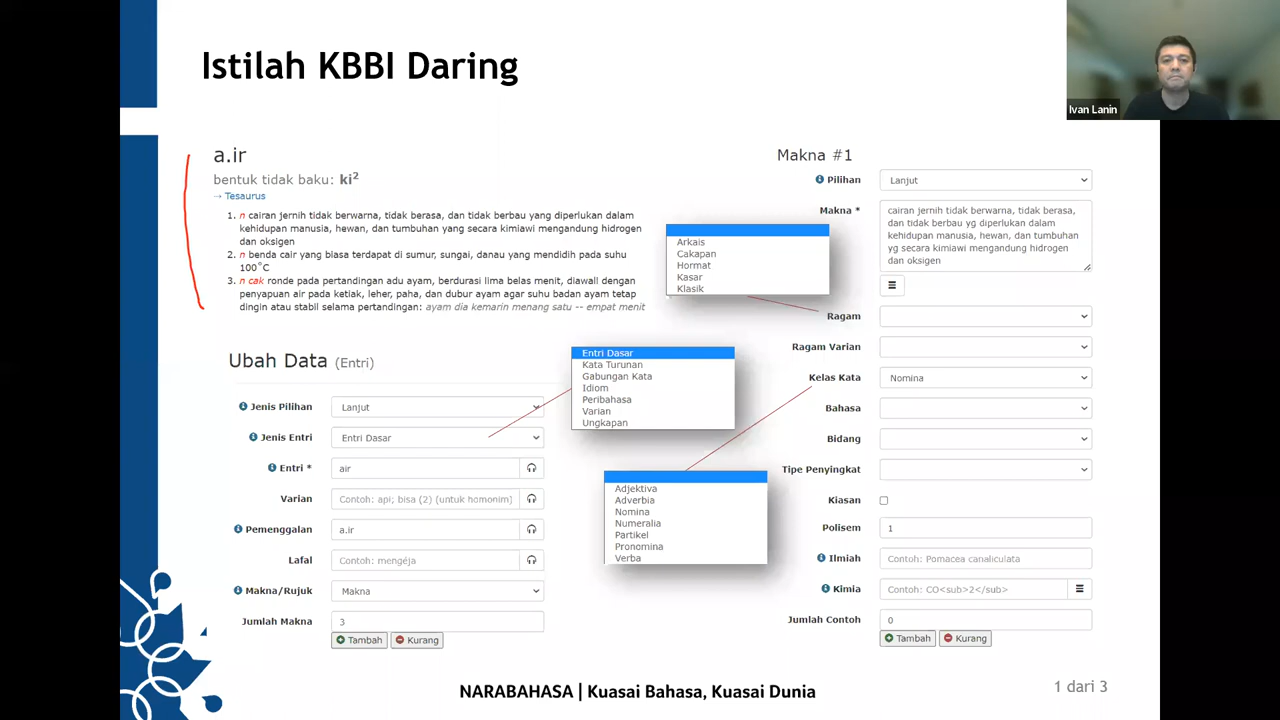 Istilah KBBI Daring
Ivan Lanin
a.ir
bentuk tidak baku: ki²
→ Tesaurus
1. n cairan jernih tidak berwarna, tidak berasa, dan tidak berbau yang diperlukan dalam
kehidupan manusia, hewan, dan tumbuhan yang secara kimiawi mengandung hidrogen
dan oksigen
2. n benda cair yang biasa terdapat di sumur, sungai, danau yang mendidih pada suhu
100°C
3. n cak ronde pada pertandingan adu ayam, berdurasi lima belas menit, diawali dengan
penyapuan air pada ketiak, leher, paha, dan dubur ayam agar suhu badan ayam tetap
dingin atau stabil selama pertandingan: ayam dia kemarin menang satu -- empat menit
Ubah Data (Entri)
Jenis Pilihan Lanjut
Jenis Entri Entri Dasar
Entri * air
Varian Contoh: api; bisa (2) (untuk homonim)
Pemenggalan a.ir
Lafal Contoh: mengéja
Makna/Rujuk Makna
Jumlah Makna 3
Tambah Kurang
Entri Dasar
Kata Turunan
Gabungan Kata
Idiom
Peribahasa
Varian
Ungkapan
Arkais
Cakapan
Hormat
Kasar
Klasik
Adjektiva
Adverbia
Nomina
Numeralia
Partikel
Pronomina
Verba
Makna #1
Pilihan Lanjut
Makna * cairan jernih tidak berwarna, tidak berasa,
dan tidak berbau yg diperlukan dalam
kehidupan manusia, hewan, dan tumbuhan
yg secara kimiawi mengandung hidrogen
dan oksigen
Ragam
Ragam Varian
Kelas Kata Nomina
Bahasa
Bidang
Tipe Penyingkat
Kiasan
Polisem 1
Ilmiah Contoh: Pomacea canaliculata
Kimia Contoh: CO<sub>2</sub>
Jumlah Contoh 0
Tambah Kurang
NARABAHASA | Kuasai Bahasa, Kuasai Dunia
1 dari 3